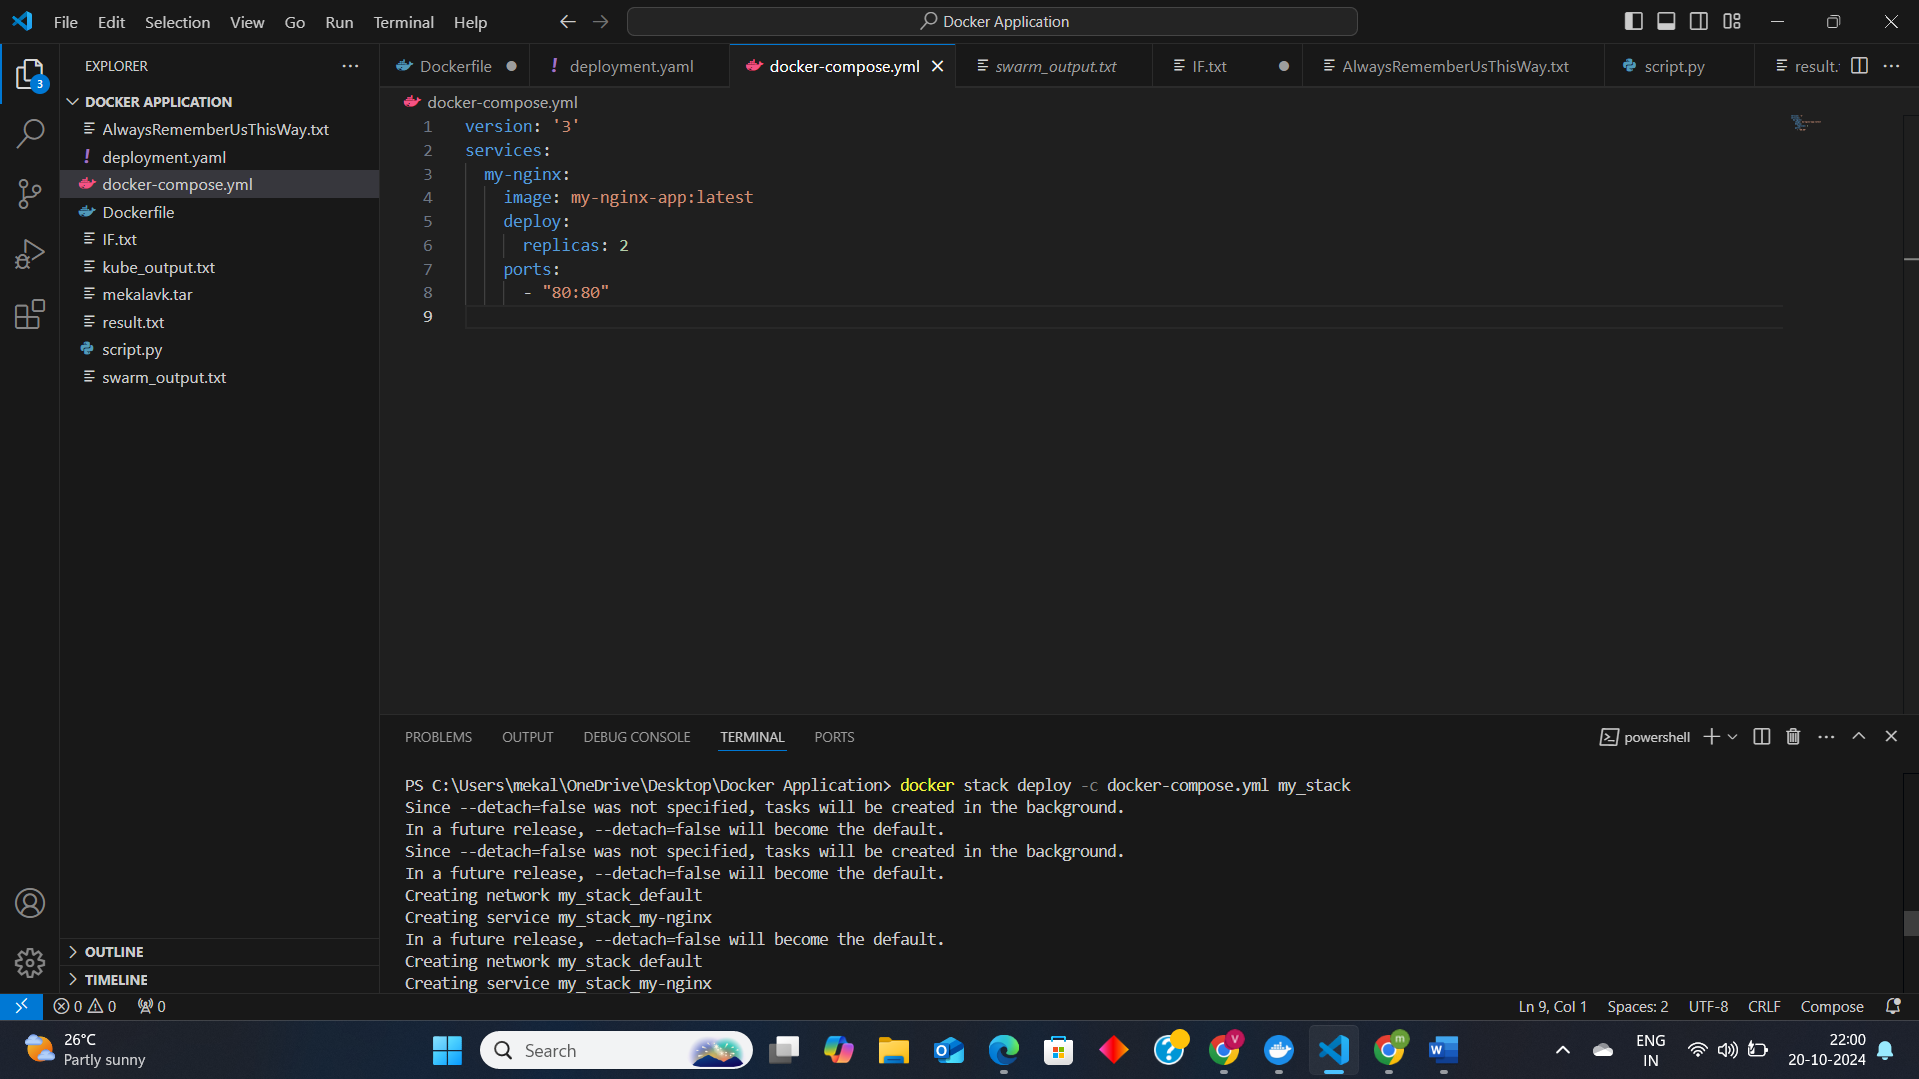 File Edit Selection View Go Run Terminal Help
Docker Application
EXPLORER
3
DOCKER APPLICATION
AlwaysRememberUsThisWay.txt
deployment.yaml
docker-compose.yml
Dockerfile
IF.txt
kube_output.txt
mekalavk.tar
result.txt
script.py
swarm_output.txt
OUTLINE
TIMELINE
Dockerfile
! deployment.yaml
docker-compose.yml
swarm_output.txt
IF.txt
AlwaysRememberUsThisWay.txt
script.py
result.
docker-compose.yml
1 version: '3'
2 services:
3 my-nginx:
4 image: my-nginx-app:latest
5 deploy:
6 replicas: 2
7 ports:
8 - "80:80"
9
PROBLEMS OUTPUT DEBUG CONSOLE TERMINAL PORTS
powershell
PS C:\Users\mekal\OneDrive\Desktop\Docker Application> docker stack deploy -c docker-compose.yml my_stack
Since --detach=false was not specified, tasks will be created in the background.
In a future release, --detach=false will become the default.
Since --detach=false was not specified, tasks will be created in the background.
In a future release, --detach=false will become the default.
Creating network my_stack_default
Creating service my_stack_my-nginx
In a future release, --detach=false will become the default.
Creating network my_stack_default
Creating service my_stack_my-nginx
0 0 0
Ln 9, Col 1 Spaces: 2 UTF-8 CRLF Compose
26°C
Partly sunny
Search
V
m
ENG
IN
22:00
20-10-2024